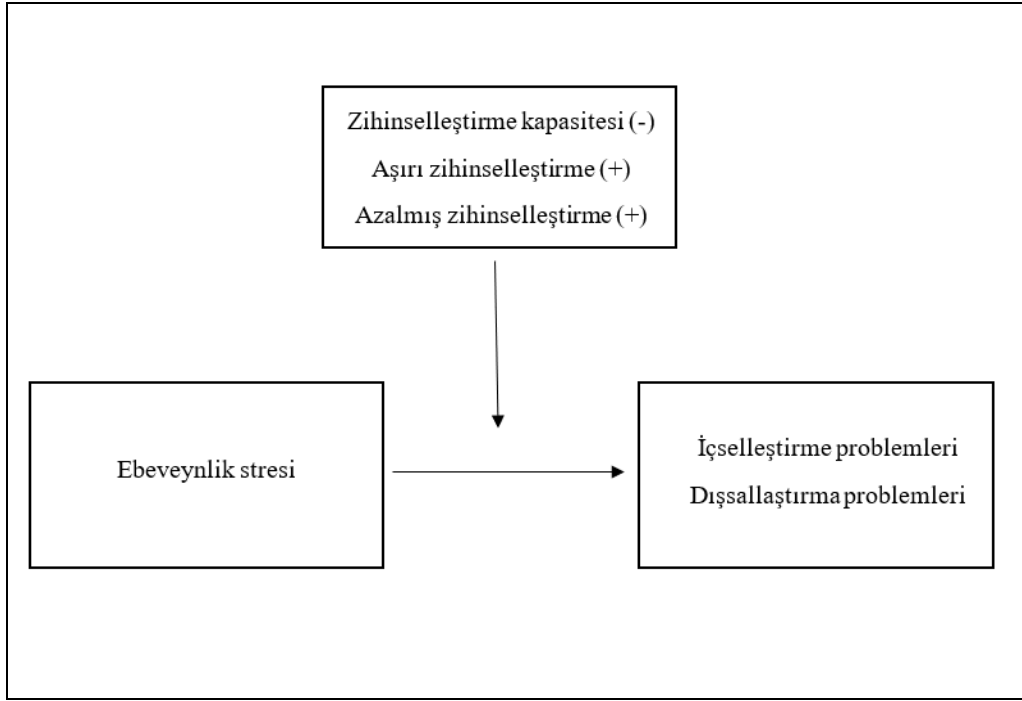 Zihinselleştirme kapasitesi (-)
Aşırı zihinselleştirme (+)
Azalmış zihinselleştirme (+)
Ebeveynlik stresi
İçselleştirme problemleri
Dışsallaştırma problemleri